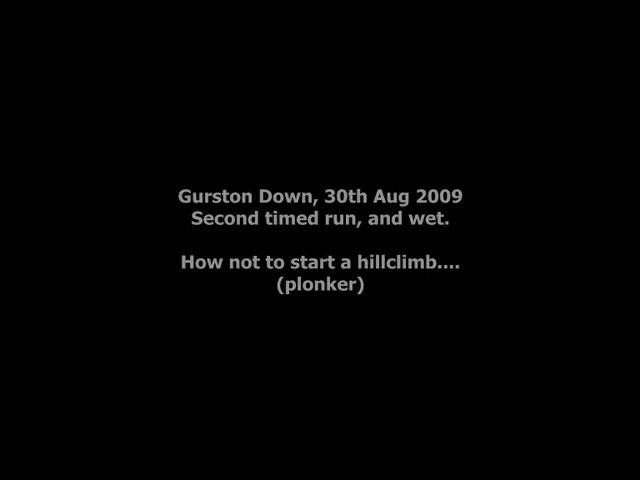 Gurston Down, 30th Aug 2009
Second timed run, and wet.
How not to start a hillclimb....
(plonker)